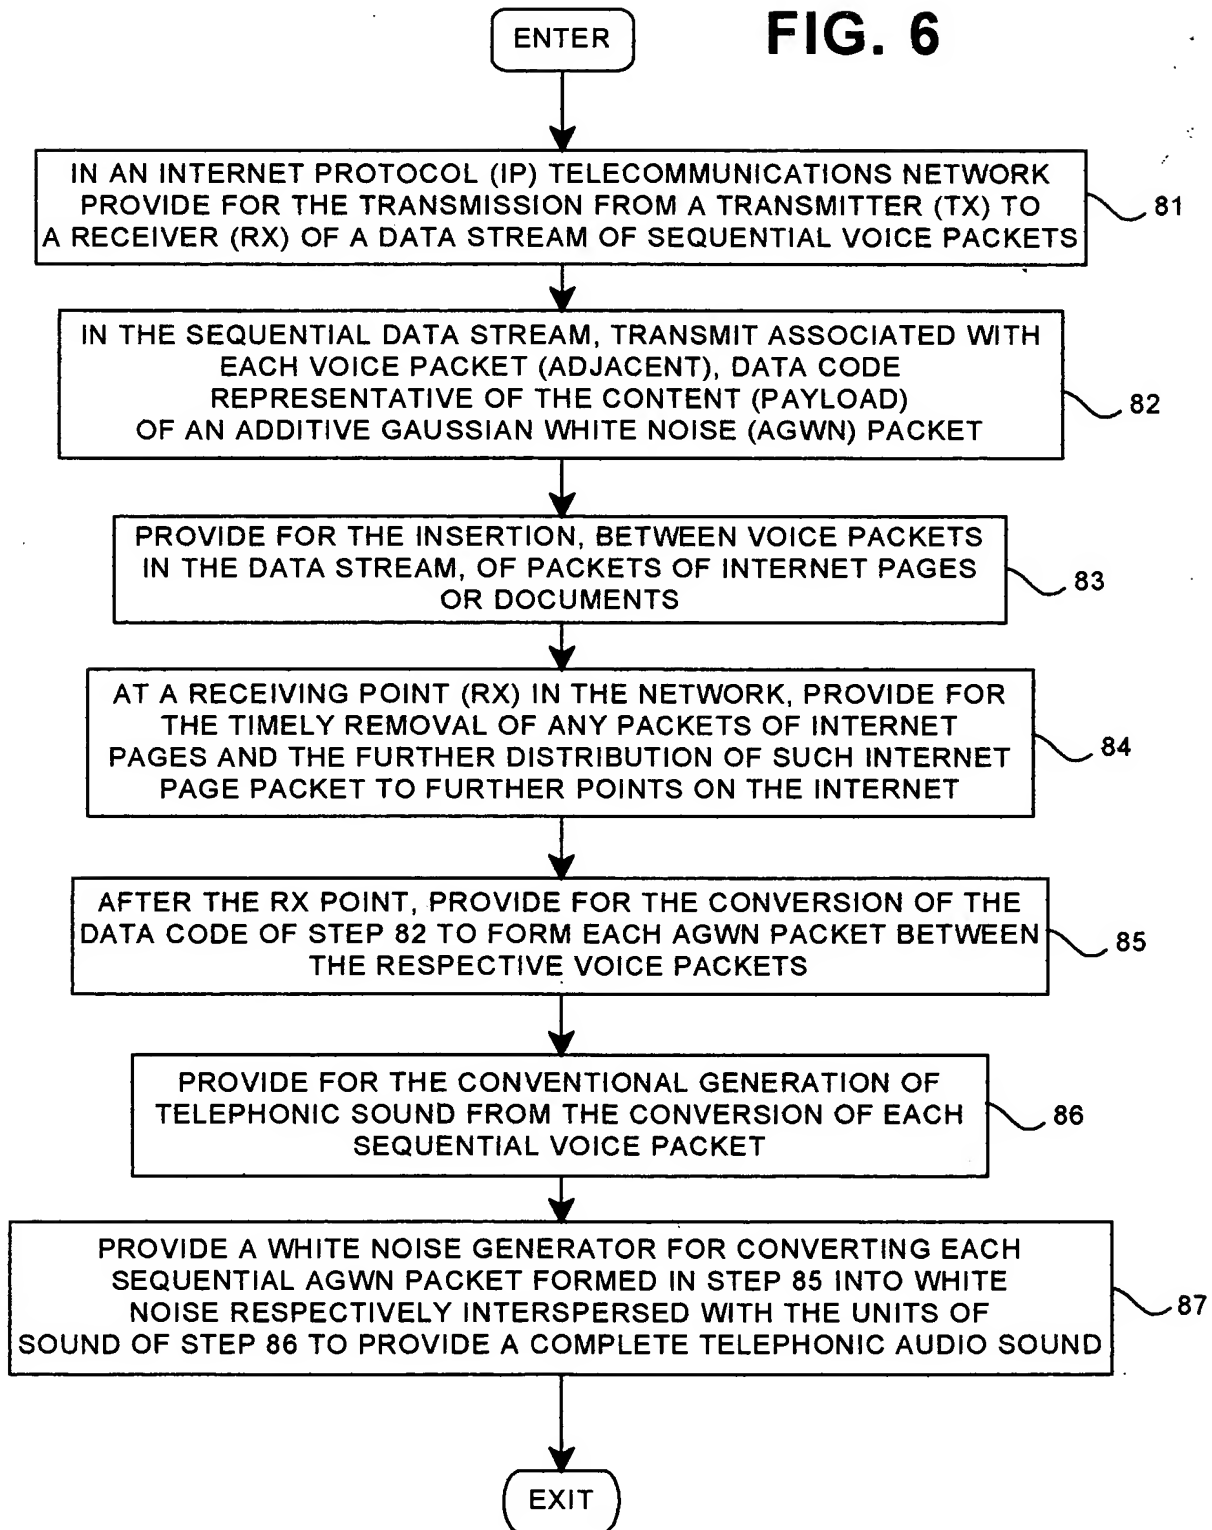 FIG. 6
ENTER
IN AN INTERNET PROTOCOL (IP) TELECOMMUNICATIONS NETWORK
PROVIDE FOR THE TRANSMISSION FROM A TRANSMITTER (TX) TO
A RECEIVER (RX) OF A DATA STREAM OF SEQUENTIAL VOICE PACKETS
81
IN THE SEQUENTIAL DATA STREAM, TRANSMIT ASSOCIATED WITH
EACH VOICE PACKET (ADJACENT), DATA CODE
REPRESENTATIVE OF THE CONTENT (PAYLOAD)
OF AN ADDITIVE GAUSSIAN WHITE NOISE (AGWN) PACKET
82
PROVIDE FOR THE INSERTION, BETWEEN VOICE PACKETS
IN THE DATA STREAM, OF PACKETS OF INTERNET PAGES
OR DOCUMENTS
83
AT A RECEIVING POINT (RX) IN THE NETWORK, PROVIDE FOR
THE TIMELY REMOVAL OF ANY PACKETS OF INTERNET
PAGES AND THE FURTHER DISTRIBUTION OF SUCH INTERNET
PAGE PACKET TO FURTHER POINTS ON THE INTERNET
84
AFTER THE RX POINT, PROVIDE FOR THE CONVERSION OF THE
DATA CODE OF STEP 82 TO FORM EACH AGWN PACKET BETWEEN
THE RESPECTIVE VOICE PACKETS
85
PROVIDE FOR THE CONVENTIONAL GENERATION OF
TELEPHONIC SOUND FROM THE CONVERSION OF EACH
SEQUENTIAL VOICE PACKET
86
PROVIDE A WHITE NOISE GENERATOR FOR CONVERTING EACH
SEQUENTIAL AGWN PACKET FORMED IN STEP 85 INTO WHITE
NOISE RESPECTIVELY INTERSPERSED WITH THE UNITS OF
SOUND OF STEP 86 TO PROVIDE A COMPLETE TELEPHONIC AUDIO SOUND
87
EXIT